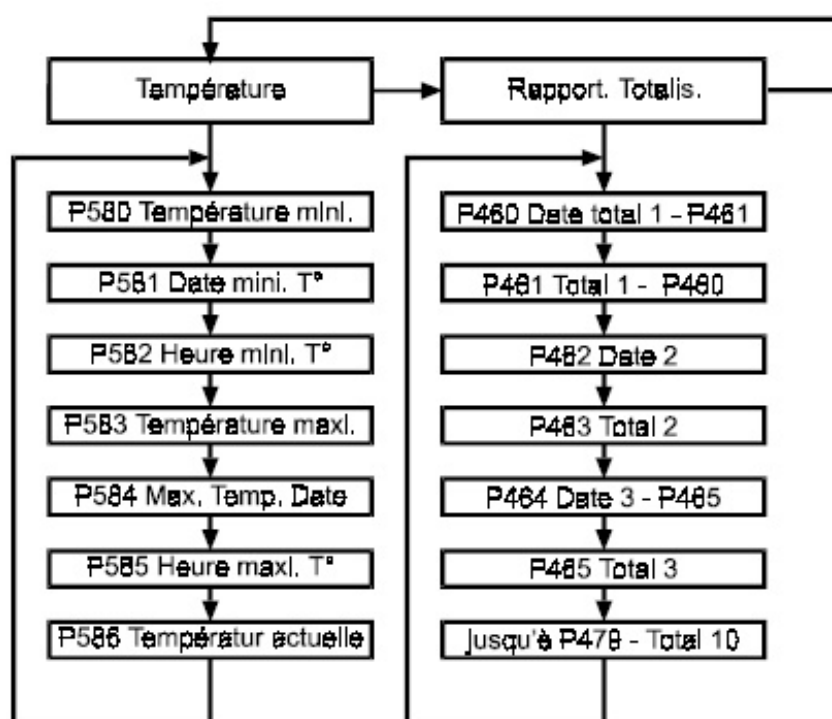 Température
Rapport. Totalis.
P580 Température mini.
P581 Date mini. T°
P582 Heure mini. T°
P583 Température maxi.
P584 Max. Temp. Date
P585 Heure maxi. T°
P586 Températur actuelle
P460 Date total 1 - P461
P461 Total 1 - P460
P462 Date 2
P463 Total 2
P464 Date 3 - P465
P465 Total 3
jusqu'à P479 - Total 10